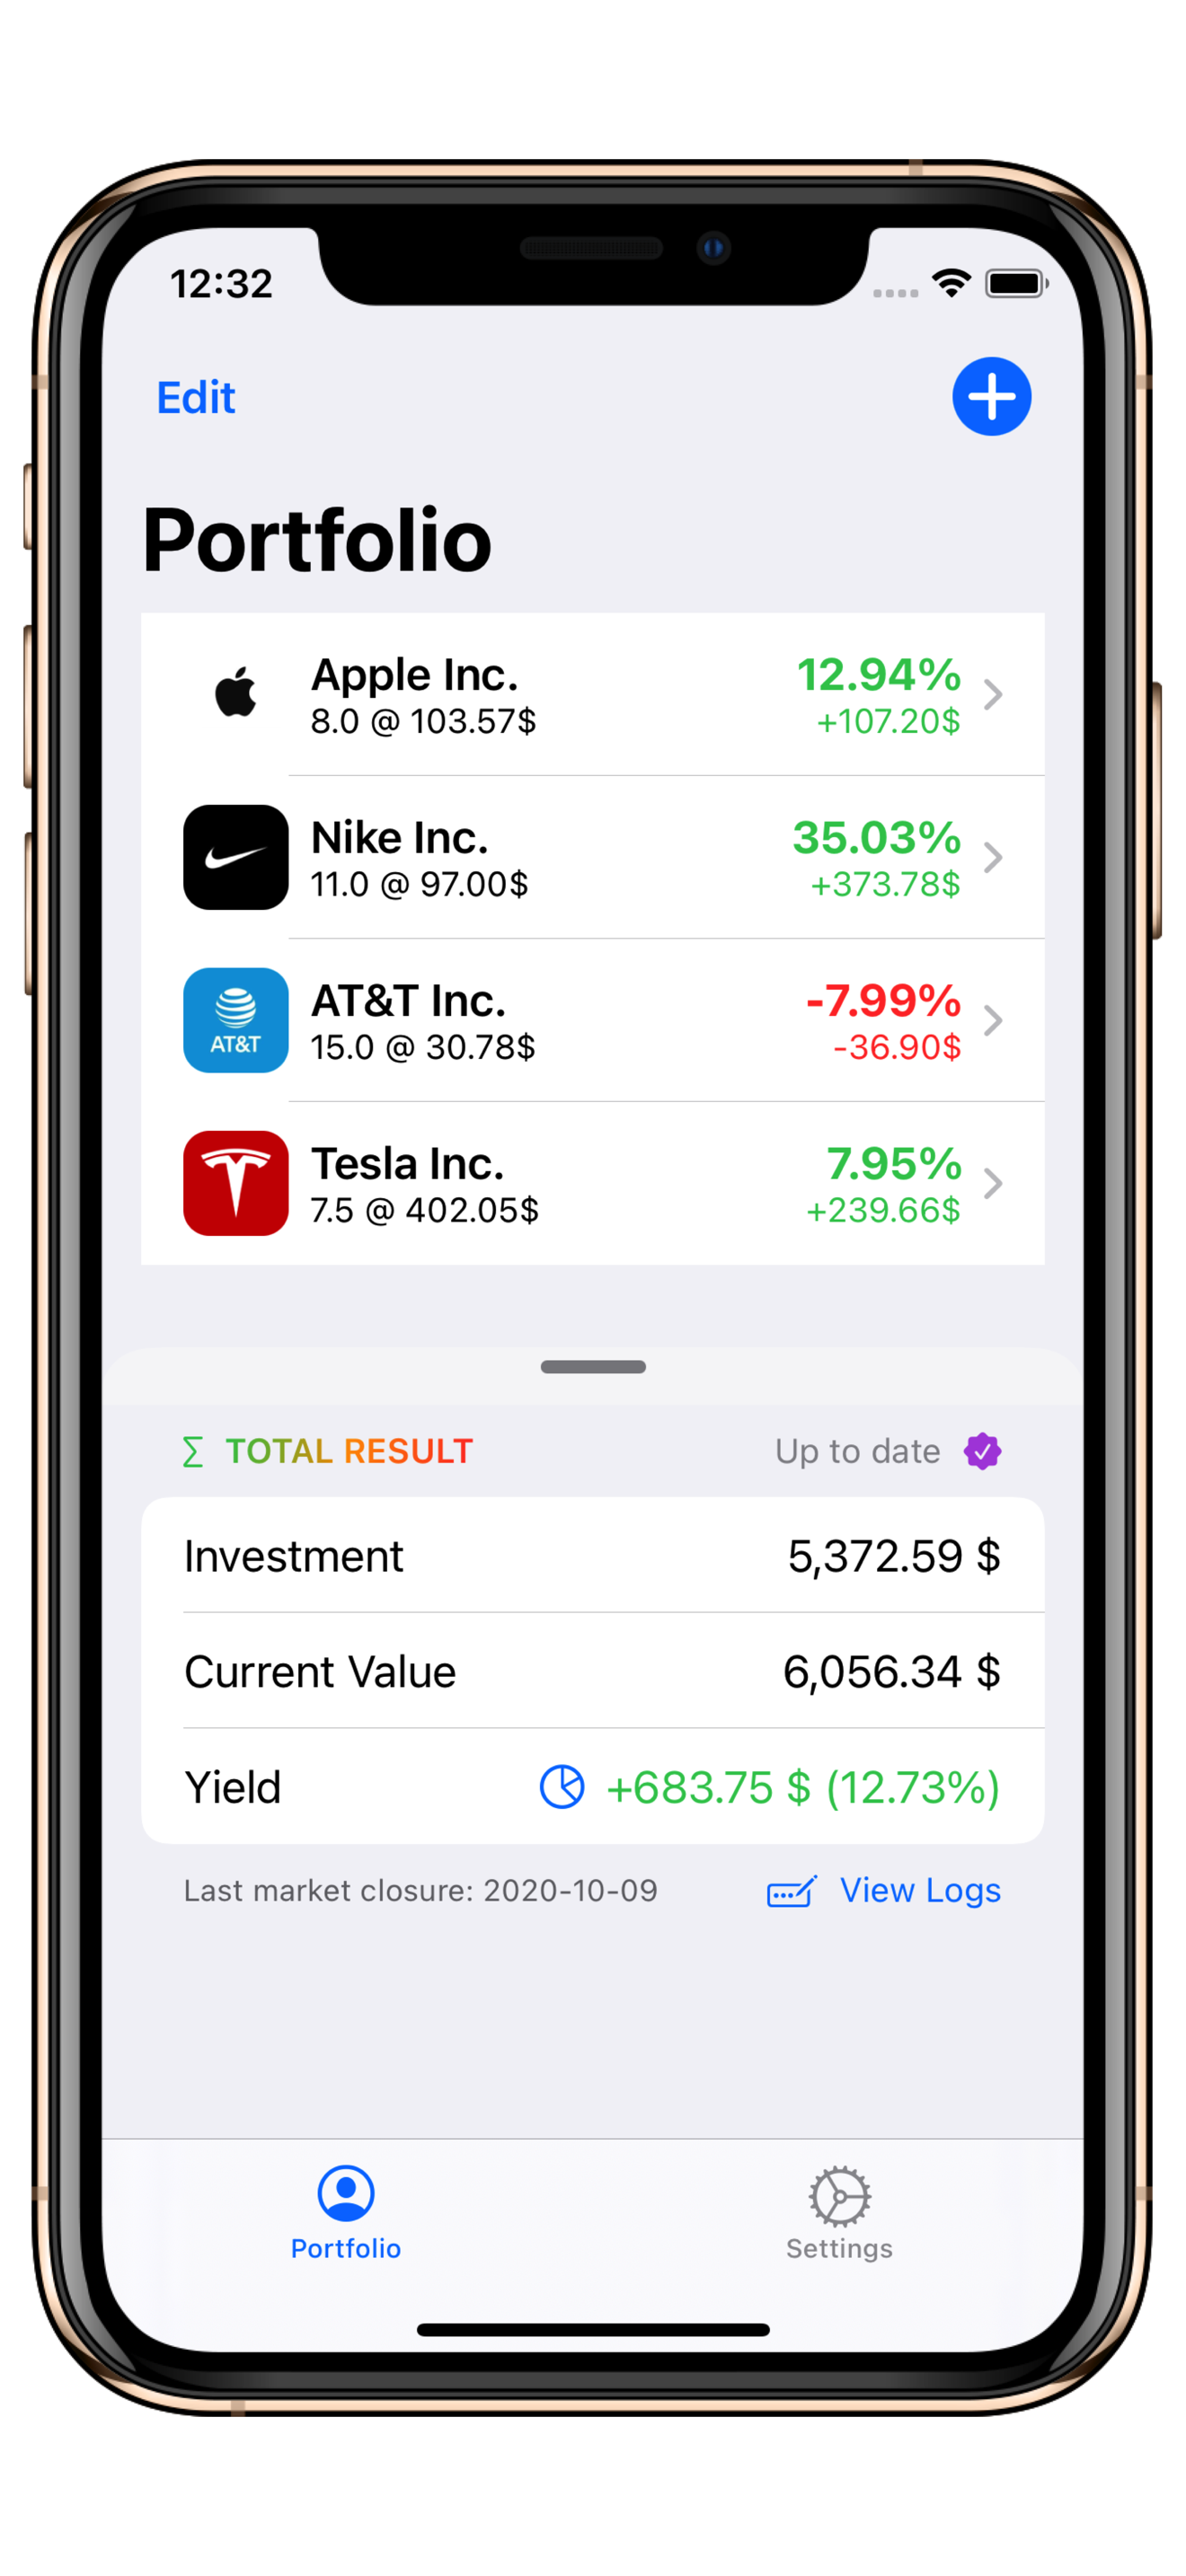 12:32
Edit
Portfolio
Apple Inc.
12.94%
8.0 @ 103.57$
+107.20$
Nike Inc.
35.03%
11.0 @ 97.00$
+373.78$
AT&T Inc.
-7.99%
15.0 @ 30.78$
-36.90$
AT&T
Tesla Inc.
7.95%
7.5 @ 402.05$
+239.66$
Σ TOTAL RESULT
Up to date
Investment
5,372.59 $
Current Value
6,056.34 $
Yield
+683.75 $ (12.73%)
Last market closure: 2020-10-09
View Logs
Portfolio
Settings